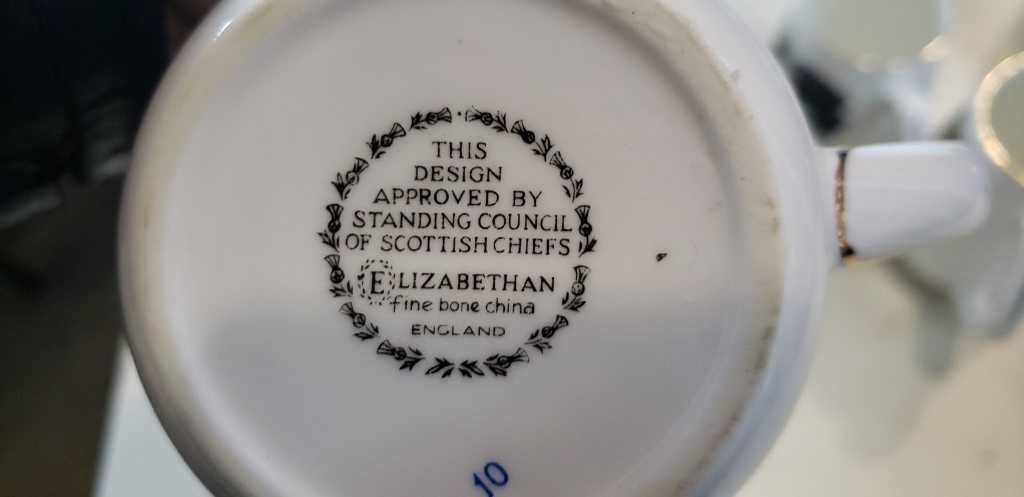 THIS
DESIGN
APPROVED BY
STANDING COUNCIL
OF SCOTTISH CHIEFS
ELIZABETHAN
fine bone china
ENGLAND
10